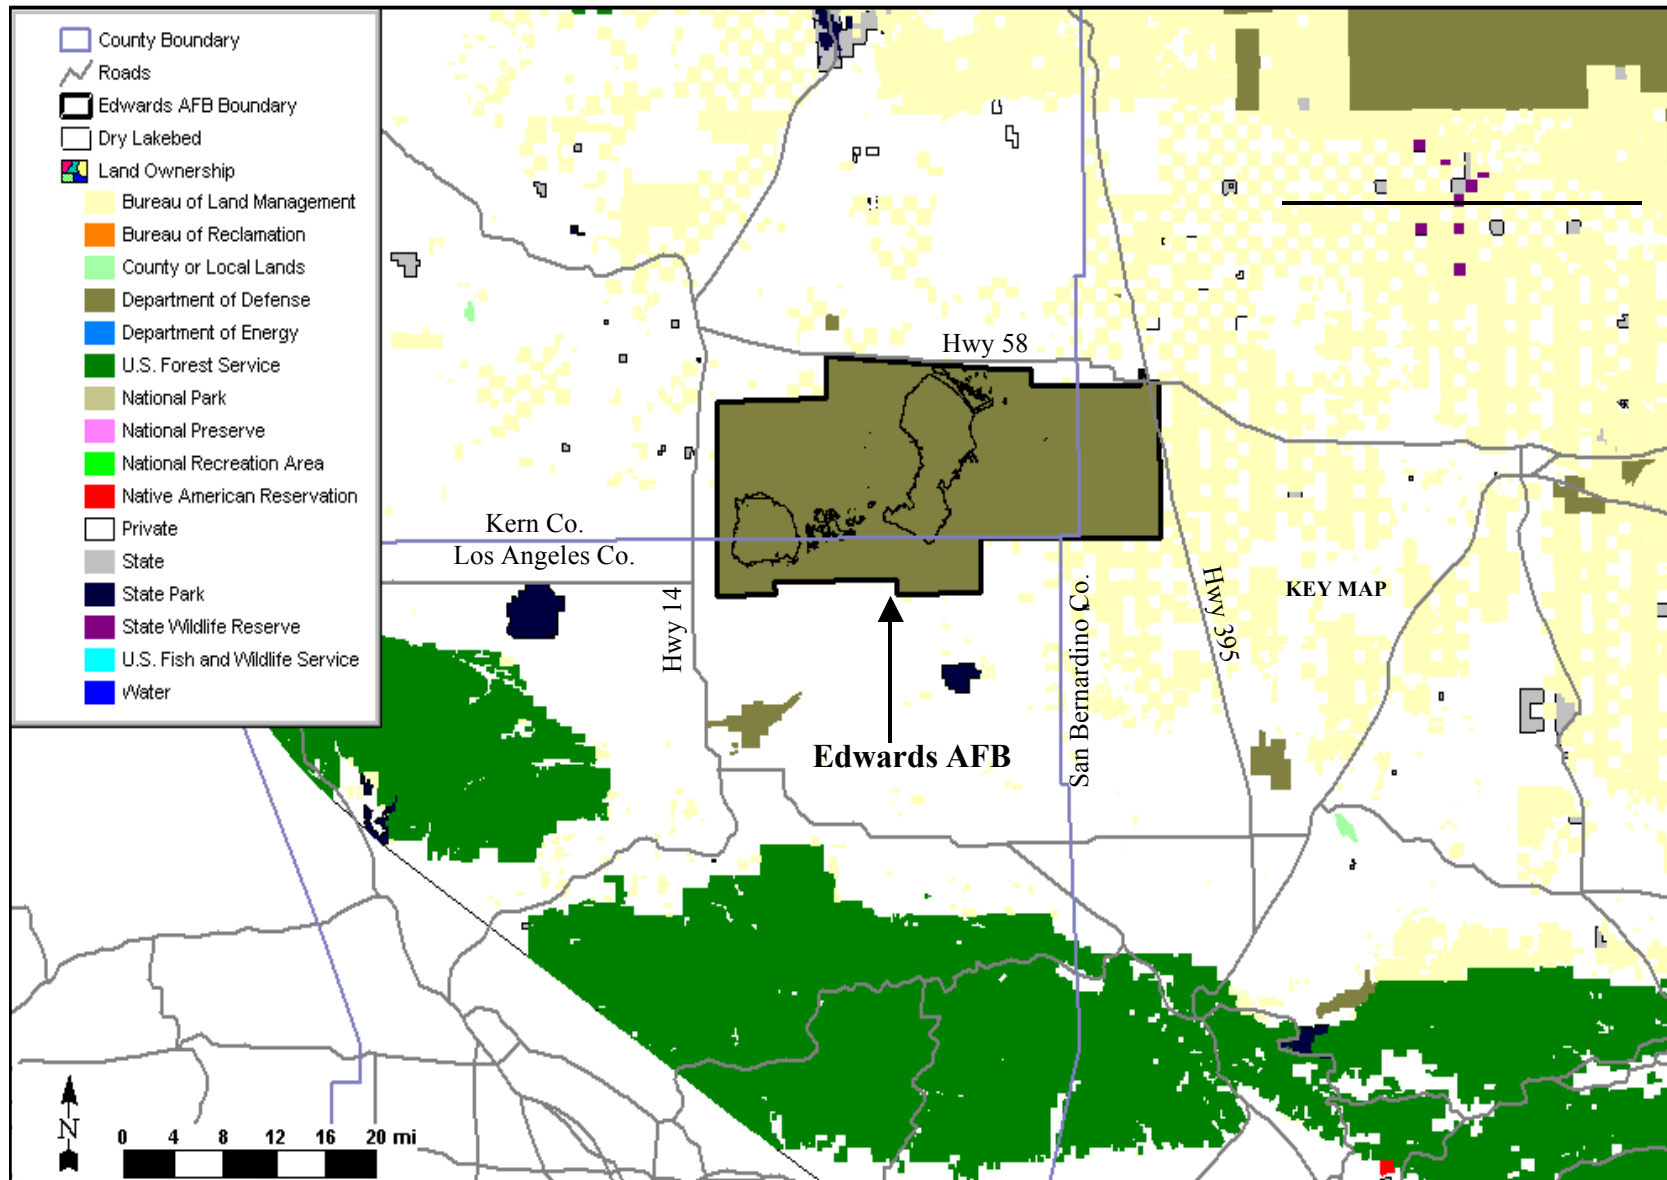 County Boundary
Roads
Edwards AFB Boundary
Dry Lakebed
Land Ownership
Bureau of Land Management
Bureau of Reclamation
County or Local Lands
Department of Defense
Department of Energy
U.S. Forest Service
National Park
National Preserve
National Recreation Area
Native American Reservation
Private
State
State Park
State Wildlife Reserve
U.S. Fish and Wildlife Service
Water
Hwy 58
Kern Co.
Los Angeles Co.
Hwy 14
San Bernardino Co.
Hwy 395
KEY MAP
Edwards AFB
N
0 4 8 12 16 20 mi